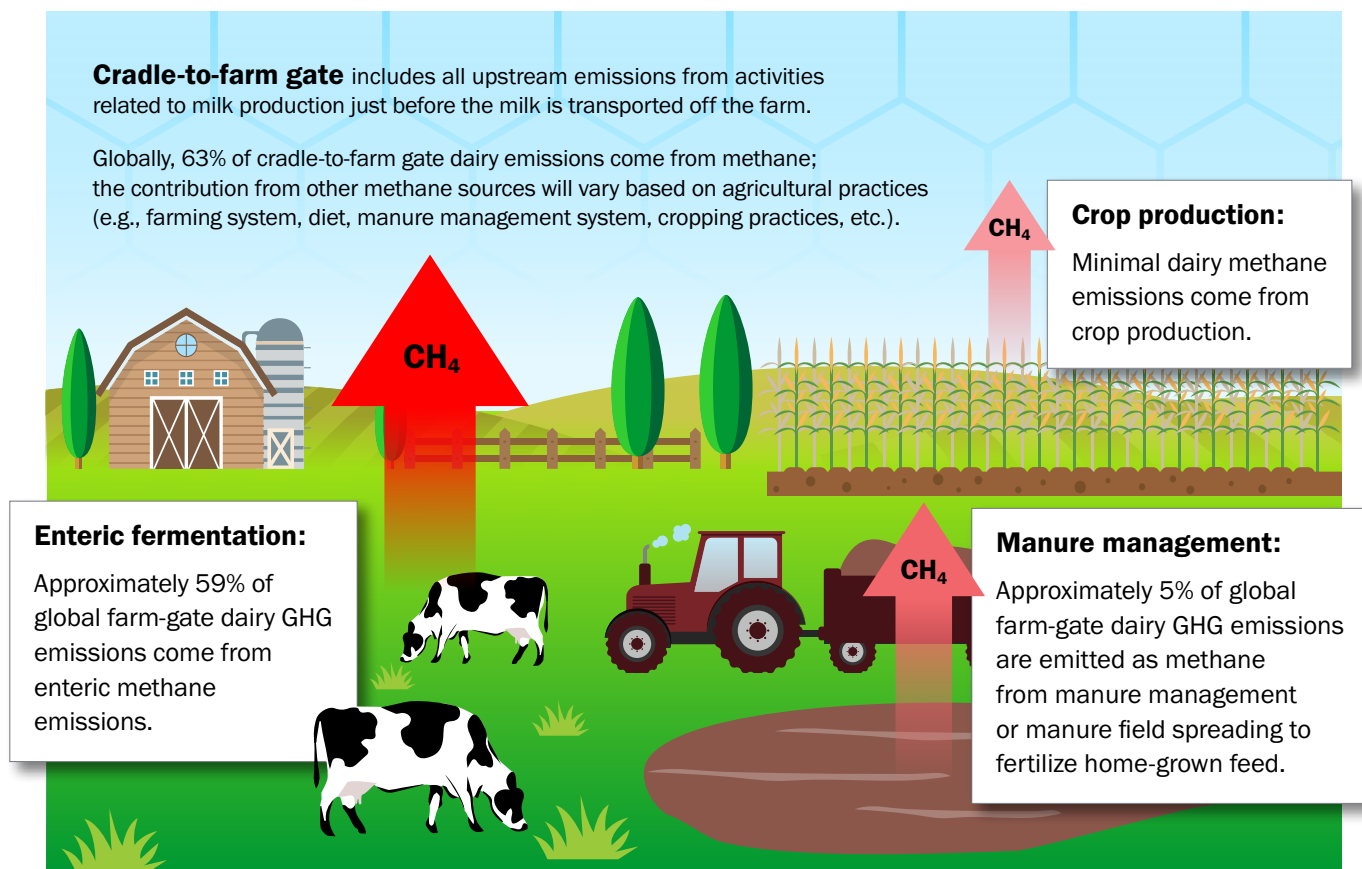 Cradle-to-farm gate includes all upstream emissions from activities
related to milk production just before the milk is transported off the farm.
Globally, 63% of cradle-to-farm gate dairy emissions come from methane;
the contribution from other methane sources will vary based on agricultural practices
(e.g., farming system, diet, manure management system, cropping practices, etc.).
CH₄
Crop production:
Minimal dairy methane
emissions come from
crop production.
CH₄
Enteric fermentation:
Approximately 59% of
global farm-gate dairy GHG
emissions come from
enteric methane
emissions.
CH₄
Manure management:
Approximately 5% of global
farm-gate dairy GHG emissions
are emitted as methane
from manure management
or manure field spreading to
fertilize home-grown feed.